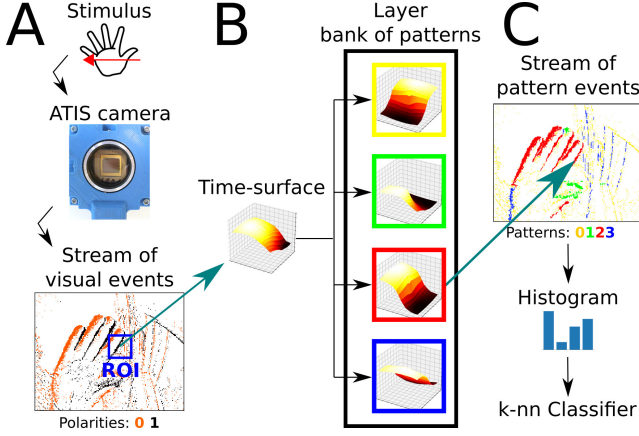 A
Stimulus
ATIS camera
Stream of
visual events
ROI
Polarities: 0 1
B
Time-surface
Layer
bank of patterns
C
Stream of
pattern events
Patterns: 0123
Histogram
k-nn Classifier